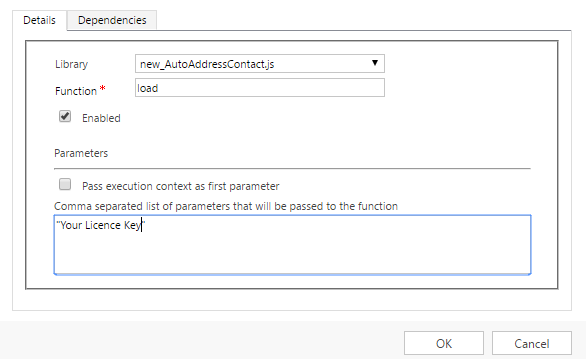 Details Dependencies
Library new_AutoAddressContact.js
Function * load
Enabled
Parameters
Pass execution context as first parameter
Comma separated list of parameters that will be passed to the function
"Your Licence Key"
OK Cancel